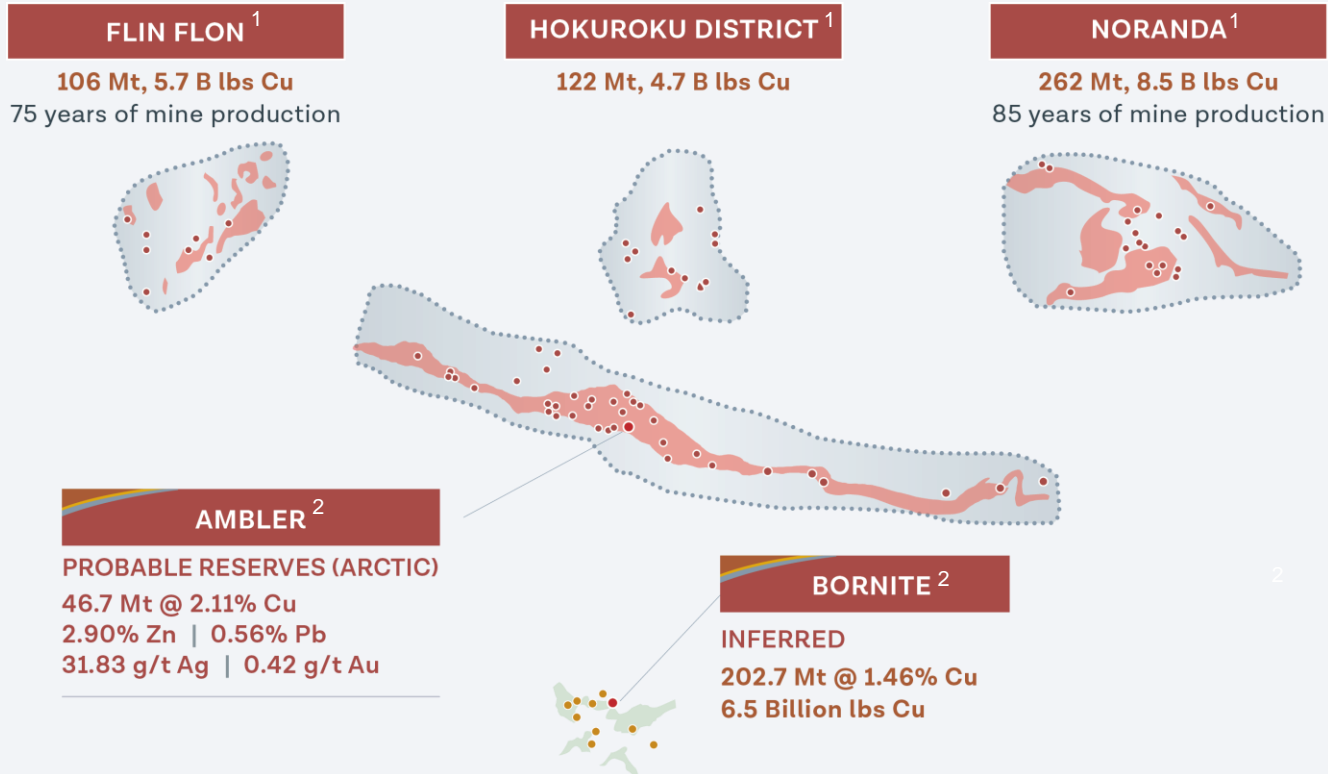 FLIN FLON 1
106 Mt, 5.7 B lbs Cu
75 years of mine production
HOKUROKU DISTRICT 1
122 Mt, 4.7 B lbs Cu
NORANDA 1
262 Mt, 8.5 B lbs Cu
85 years of mine production
AMBLER 2
PROBABLE RESERVES (ARCTIC)
46.7 Mt @ 2.11% Cu
2.90% Zn | 0.56% Pb
31.83 g/t Ag | 0.42 g/t Au
BORNITE 2
INFERRED
202.7 Mt @ 1.46% Cu
6.5 Billion lbs Cu
2